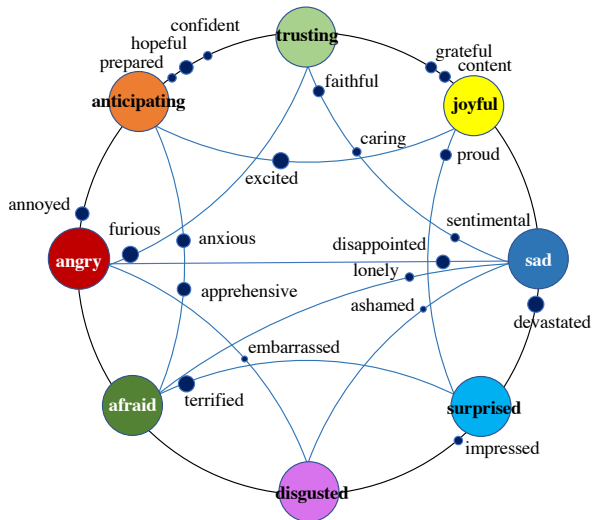 confident
trusting
hopeful
grateful
prepared
content
faithful
anticipating
joyful
caring
proud
excited
annoyed
sentimental
furious
anxious
disappointed
angry
sad
lonely
apprehensive
ashamed
devastated
embarrassed
terrified
afraid
surprised
impressed
disgusted